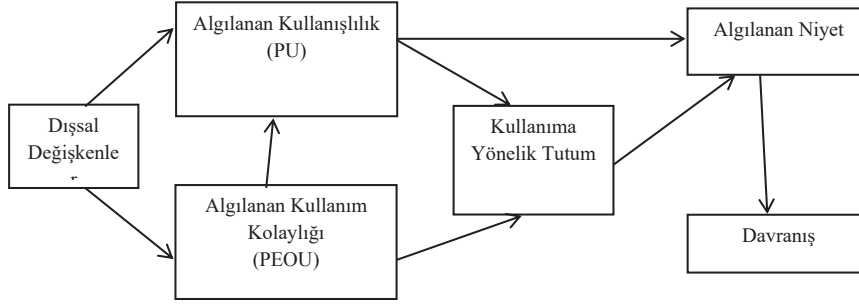 Algılanan Kullanışlılık
(PU)
Algılanan Niyet
Dışsal
Değişkenle
r
Kullanıma
Yönelik Tutum
Algılanan Kullanım
Kolaylığı
(PEOU)
Davranış